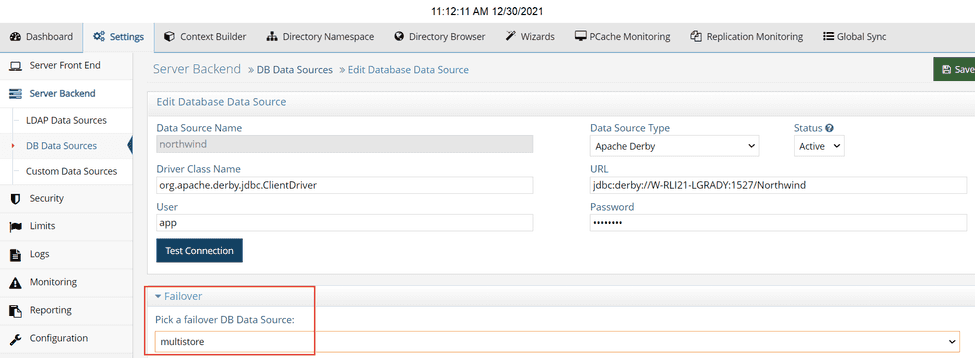 11:12:11 AM 12/30/2021
Dashboard Settings Context Builder Directory Namespace Directory Browser Wizards PCache Monitoring Replication Monitoring Global Sync
Server Front End
Server Backend
LDAP Data Sources
DB Data Sources
Custom Data Sources
Security
Limits
Logs
Monitoring
Reporting
Configuration
Server Backend » DB Data Sources » Edit Database Data Source
Save
Edit Database Data Source
Data Source Name
northwind
Data Source Type
Apache Derby
Status
Active
Driver Class Name
org.apache.derby.jdbc.ClientDriver
URL
jdbc:derby://W-RLI21-LGRADY:1527/Northwind
User
app
Password
••••••••
Test Connection
Failover
Pick a failover DB Data Source:
multistore